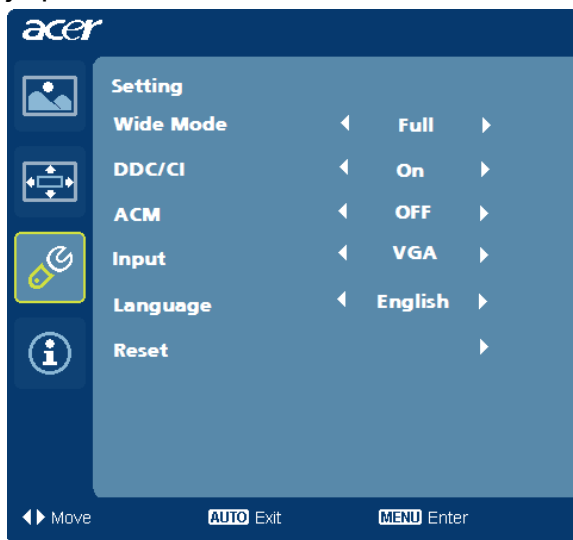 acer
Setting
Wide Mode Full
DDC/CI On
ACM OFF
Input VGA
Language English
Reset
Move AUTO Exit MENU Enter